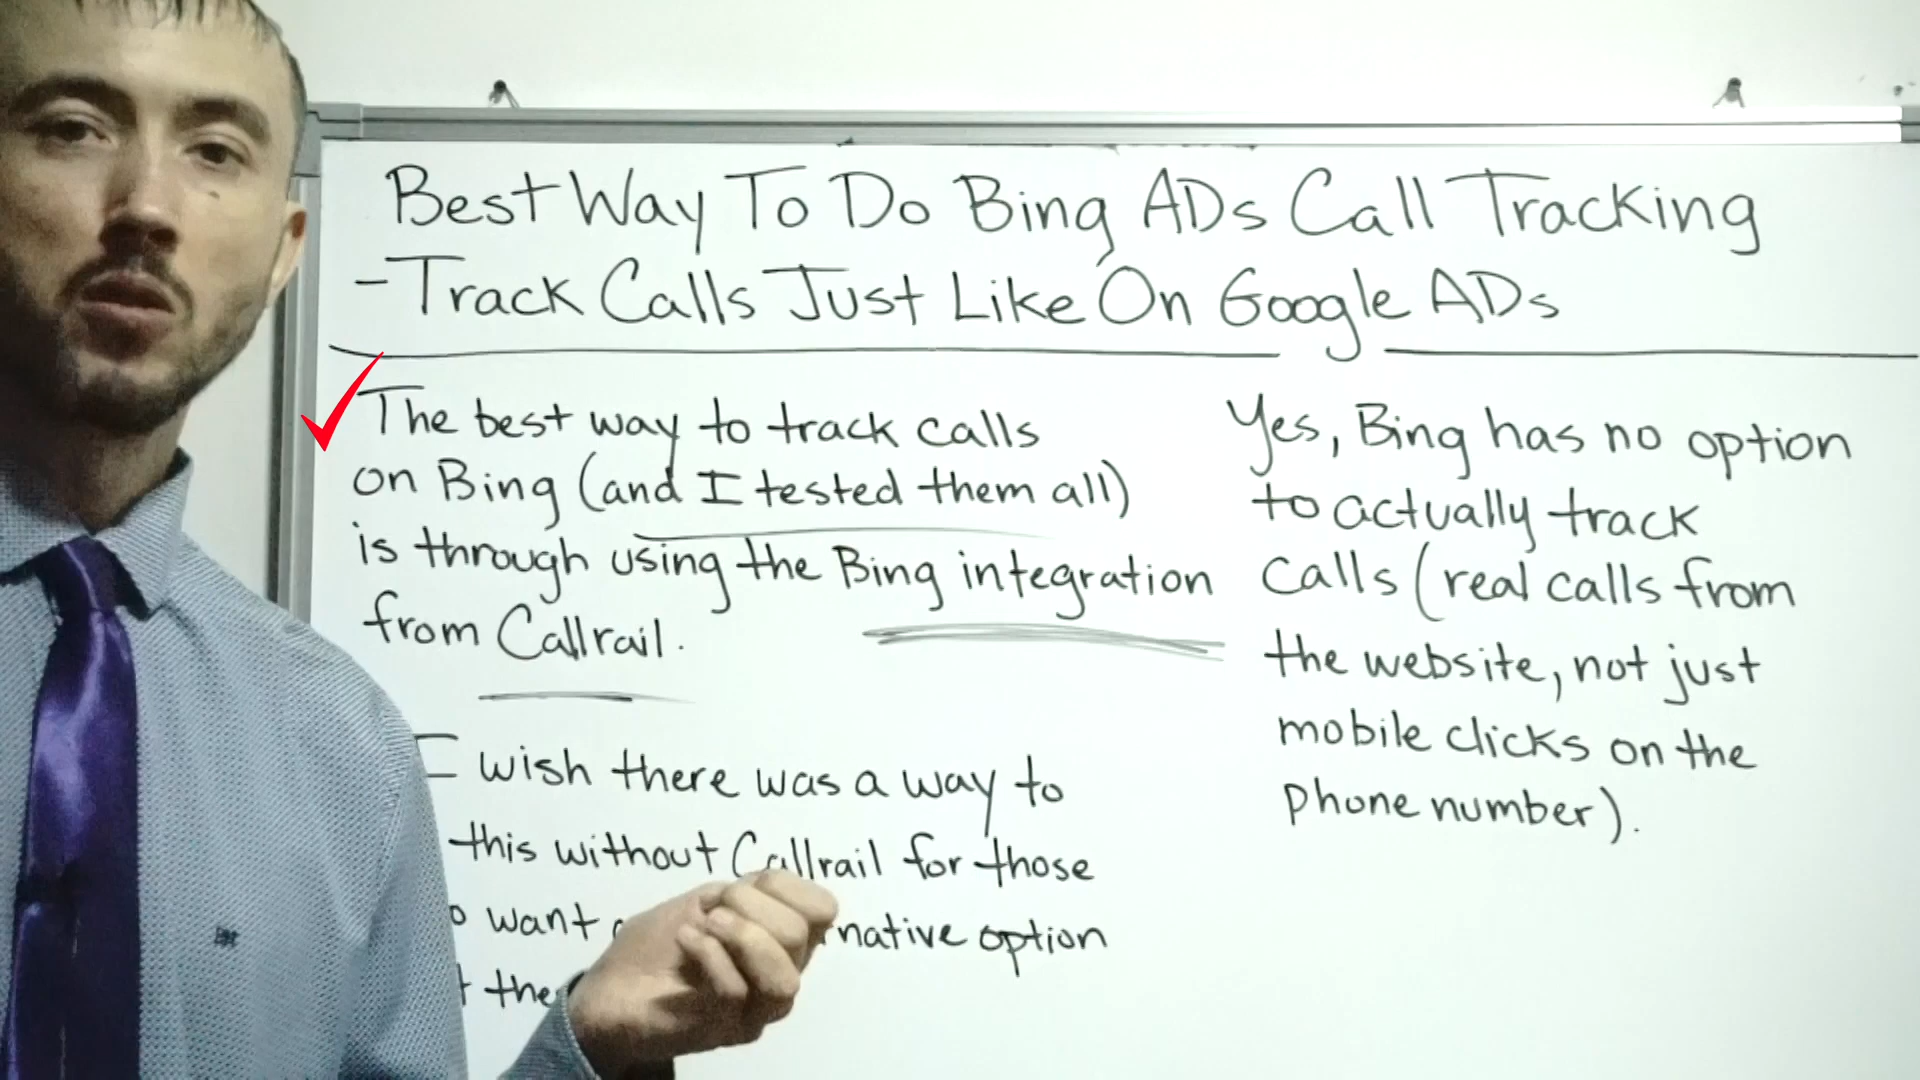 Best Way To Do Bing ADs Call Tracking
- Track Calls Just Like On Google ADs
The best way to track calls
on Bing (and I tested them all)
is through using the Bing integration
from Callrail.
I wish there was a way to
this without Callrail for those
want
option
the
Yes, Bing has no option
to actually track
calls (real calls from
the website, not just
mobile clicks on the
phone number).